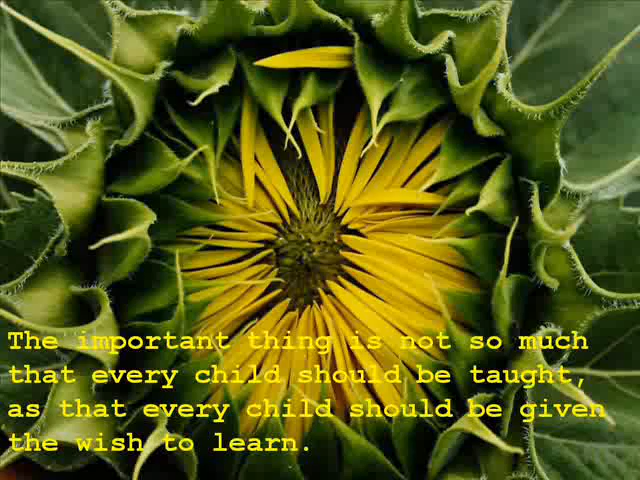 The important thing is not so much
that every child should be taught,
as that every child should be given
the wish to learn.